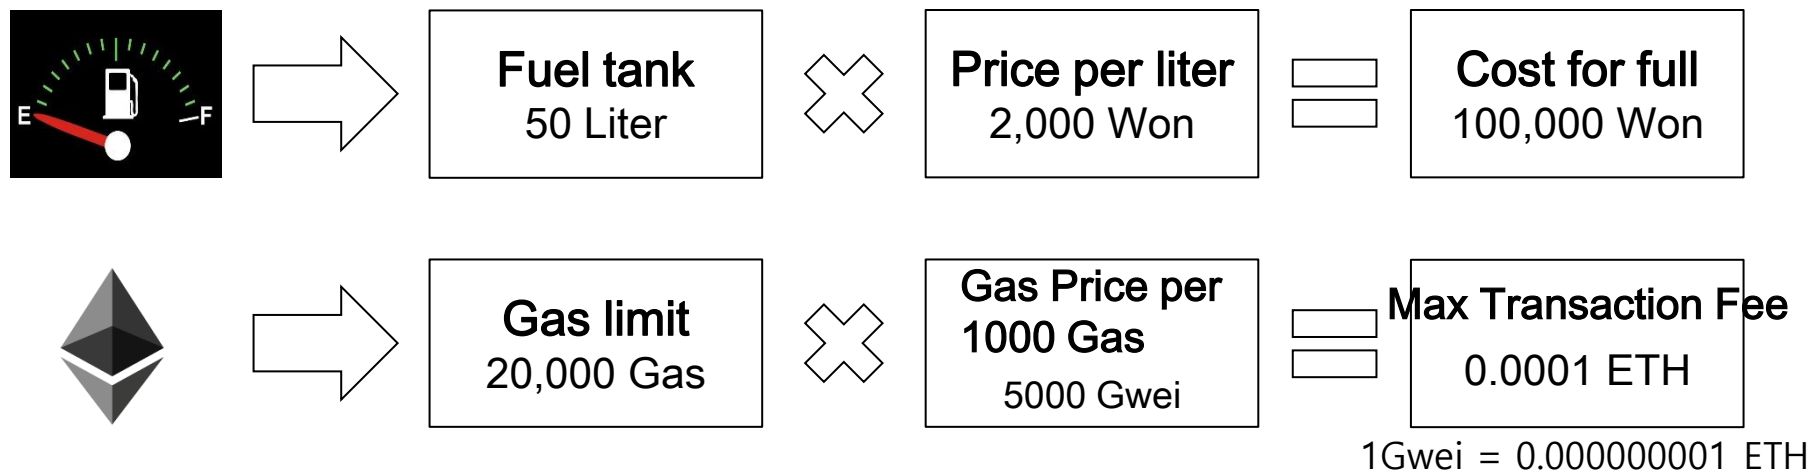 E
F
Fuel tank
50 Liter
Price per liter
2,000 Won
Cost for full
100,000 Won
Gas limit
20,000 Gas
Gas Price per
1000 Gas
5000 Gwei
Max Transaction Fee
0.0001 ETH
1Gwei = 0.000000001 ETH